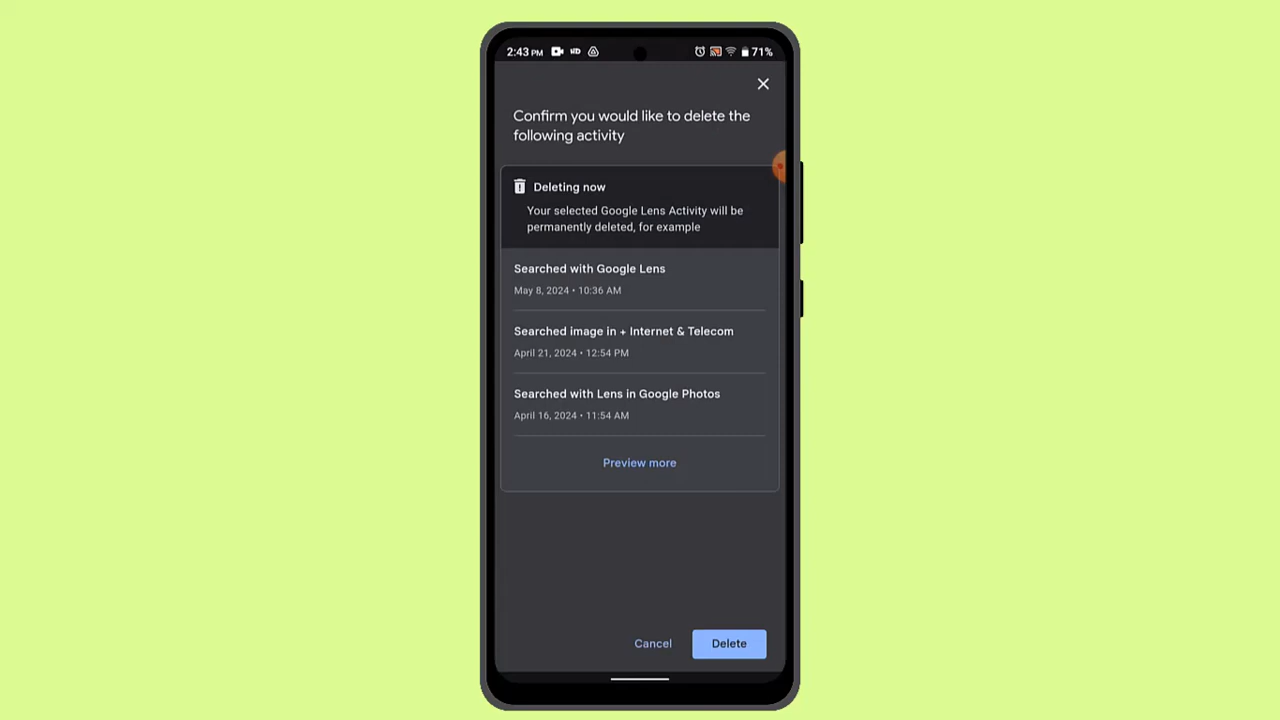 2:43 PM HD 71%
Confirm you would like to delete the
following activity
Deleting now
Your selected Google Lens Activity will be
permanently deleted, for example
Searched with Google Lens
May 8, 2024 • 10:36 AM
Searched image in + Internet & Telecom
April 21, 2024 • 12:54 PM
Searched with Lens in Google Photos
April 16, 2024 • 11:54 AM
Preview more
Cancel Delete